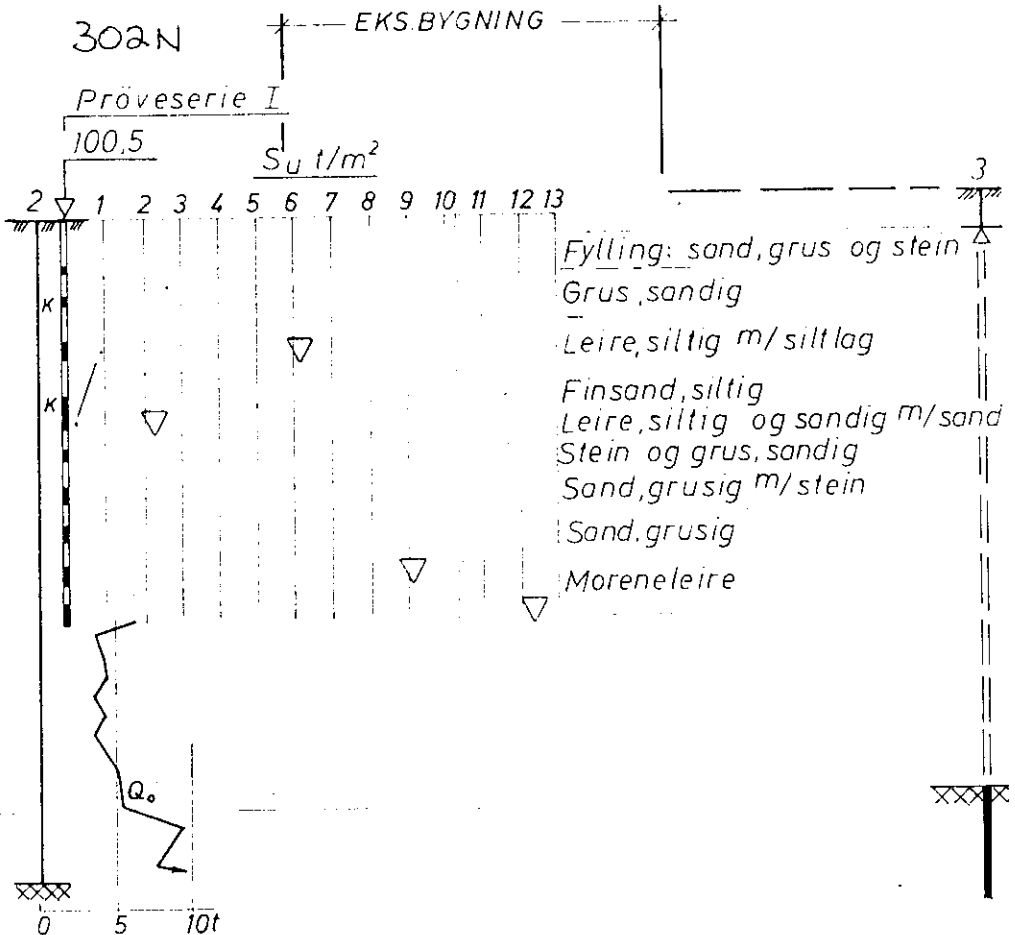 302N
EKS.BYGNING
Pröveserie I
100,5
Su t/m²
2 1 2 3 4 5 6 7 8 9 10 11 12 13
3
Fylling: sand, grus og stein
Grus, sandig
K
Leire, siltig m/siltlag
Finsand, siltig
K
Leire, siltig og sandig m/sand
Stein og grus, sandig
Sand, grusig m/stein
Sand, grusig
Moreneleire
Q₀
0 5 10t